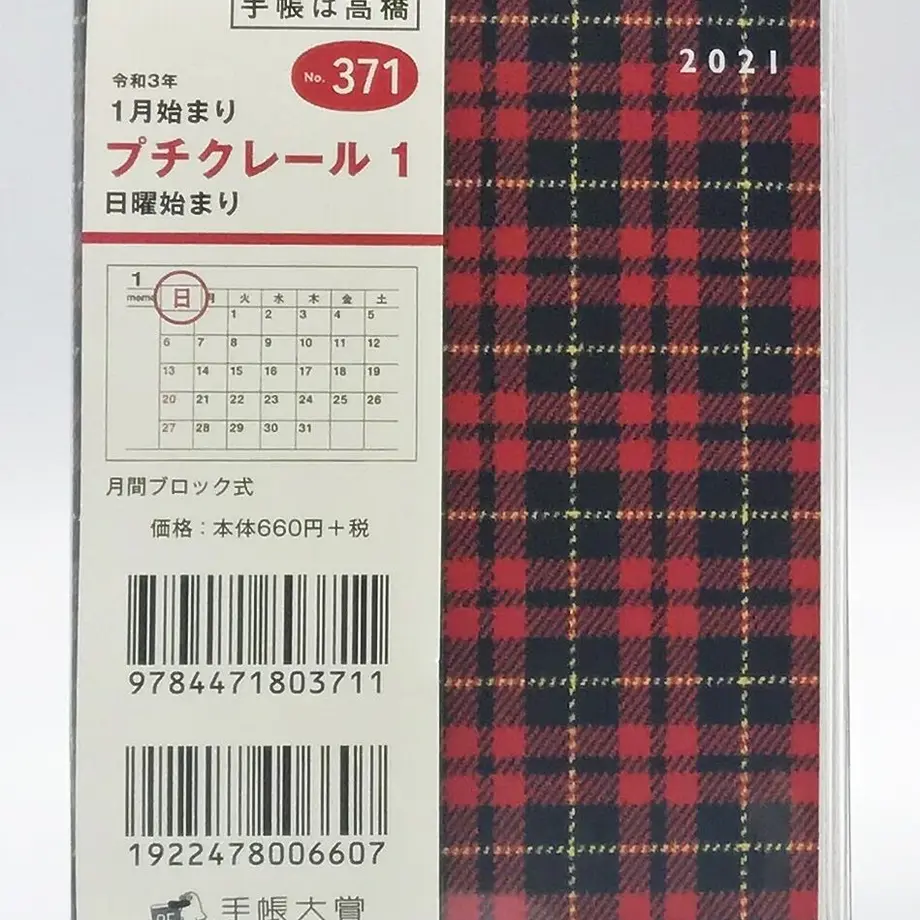 手帳は高橋
No. 371
令和3年
1月始まり
プチクレール 1
日曜始まり
2021
1
memo 日 月 火 水 木 金 土
1 2 3 4 5
6 7 8 9 10 11 12
13 14 15 16 17 18 19
20 21 22 23 24 25 26
27 28 29 30 31
月間ブロック式
価格：本体660円＋税
9784471803711
1922478006607
手帳大賞